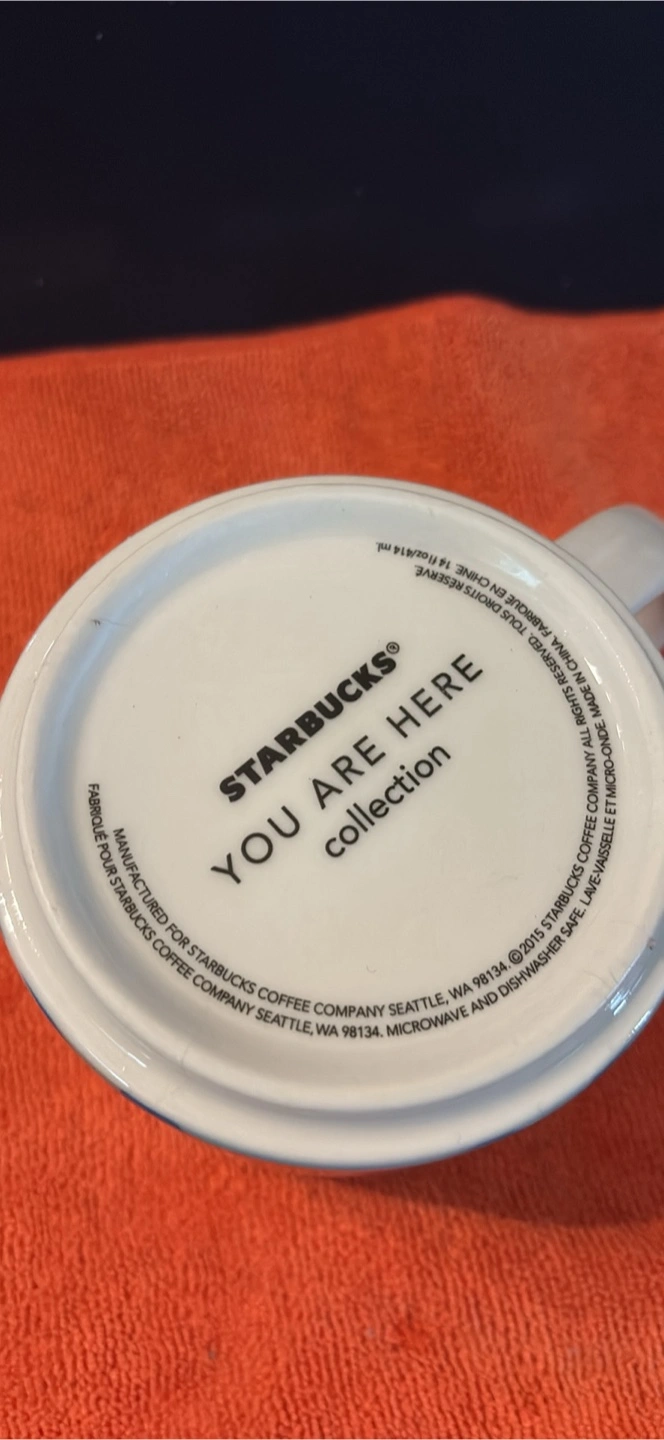 STARBUCKS®
YOU ARE HERE
collection
MANUFACTURED FOR STARBUCKS COFFEE COMPANY SEATTLE, WA 98134. ©2015 STARBUCKS COFFEE COMPANY ALL RIGHTS RESERVED. TOUS DROITS RÉSERVÉ.
FABRIQUÉ POUR STARBUCKS COFFEE COMPANY SEATTLE, WA 98134. MICROWAVE AND DISHWASHER SAFE. LAVE-VAISSELLE ET MICRO-ONDE. MADE IN CHINA. FABRIQUÉ EN CHINE. 14 fl oz/414 ml.